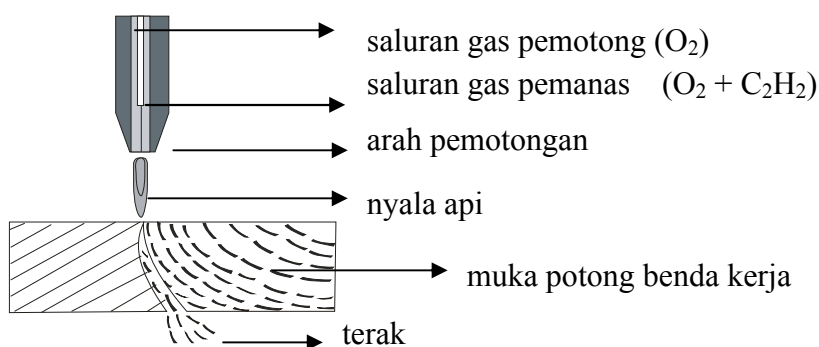 saluran gas pemotong (O₂)
saluran gas pemanas (O₂ + C₂H₂)
arah pemotongan
nyala api
muka potong benda kerja
terak